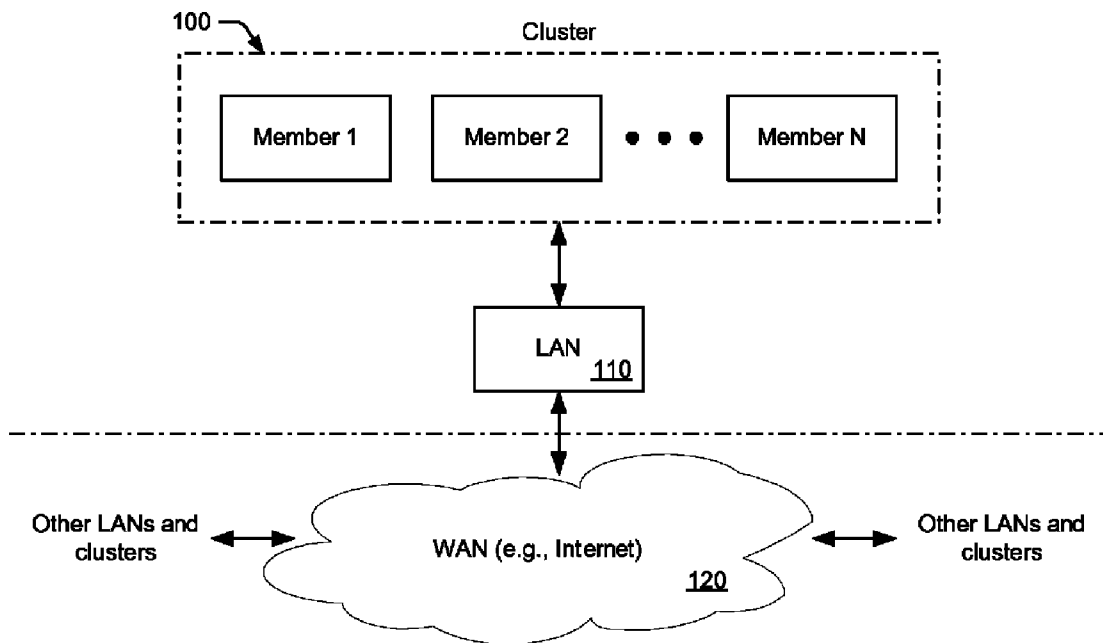 100
Cluster
Member 1
Member 2
Member N
LAN
110
Other LANs and
clusters
WAN (e.g., Internet)
120
Other LANs and
clusters